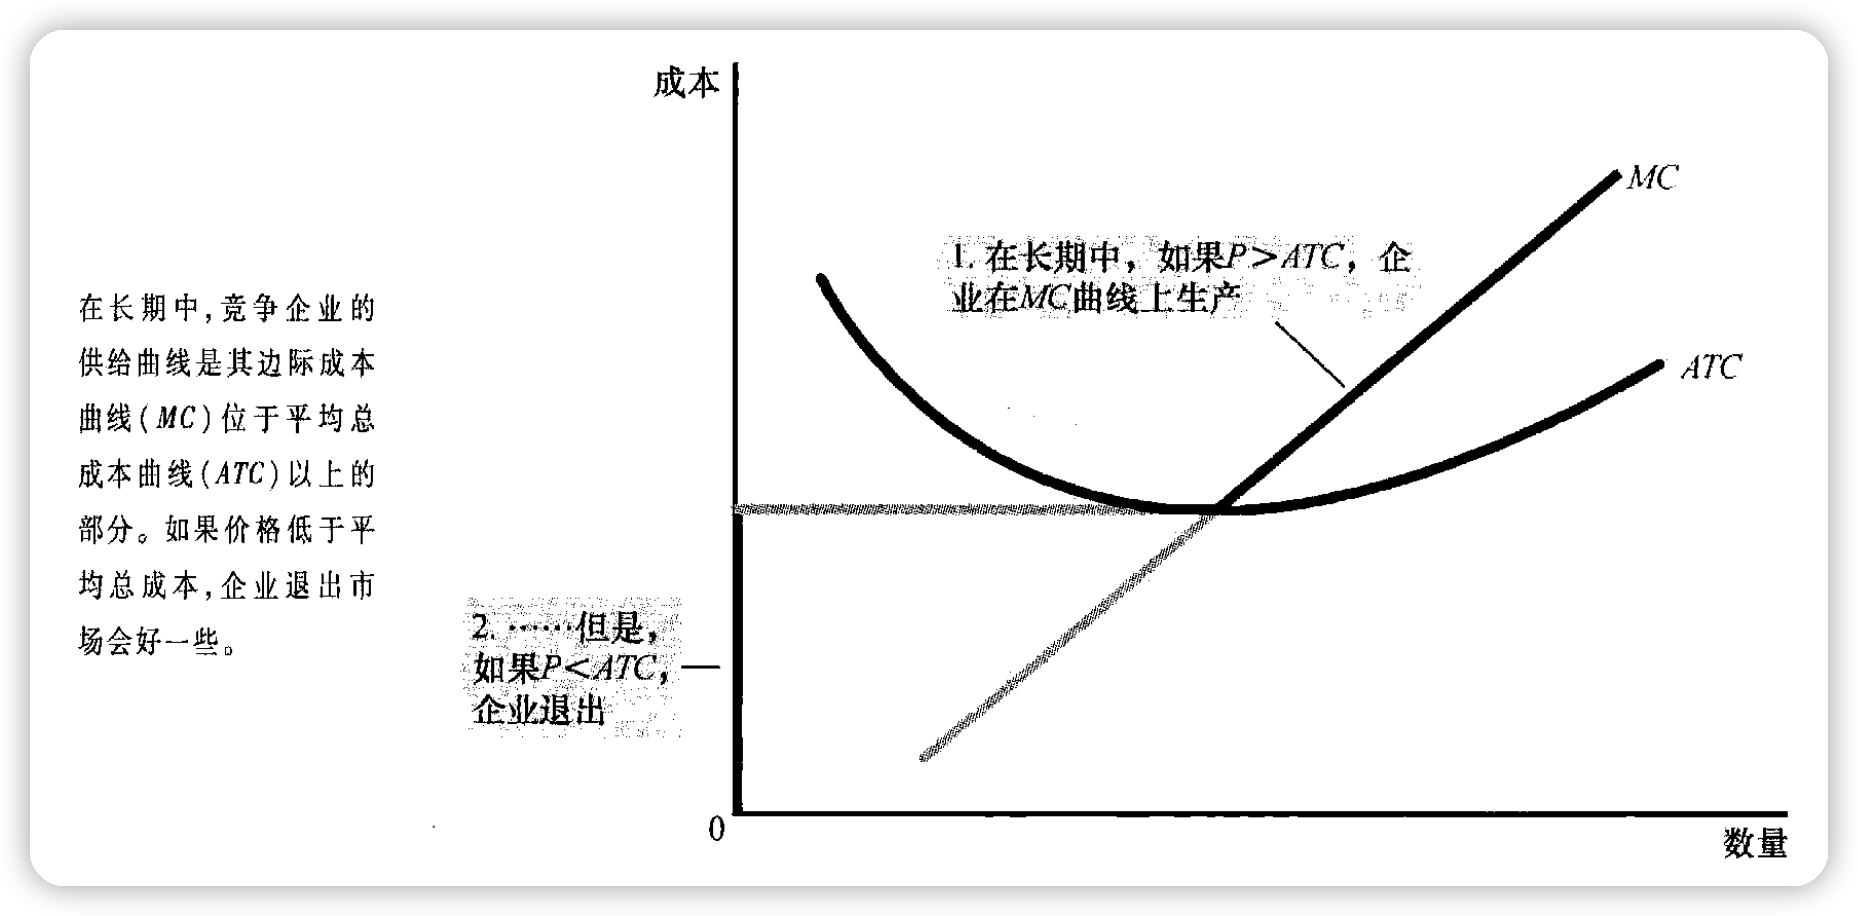 在长期中,竞争企业的
供给曲线是其边际成本
曲线(MC)位于平均总
成本曲线(ATC)以上的
部分。如果价格低于平
均总成本,企业退出市
场会好一些。
成本
MC
1. 在长期中，如果P>ATC，企
业在MC曲线上生产
ATC
2. ……但是，
如果P<ATC，
企业退出
0
数量